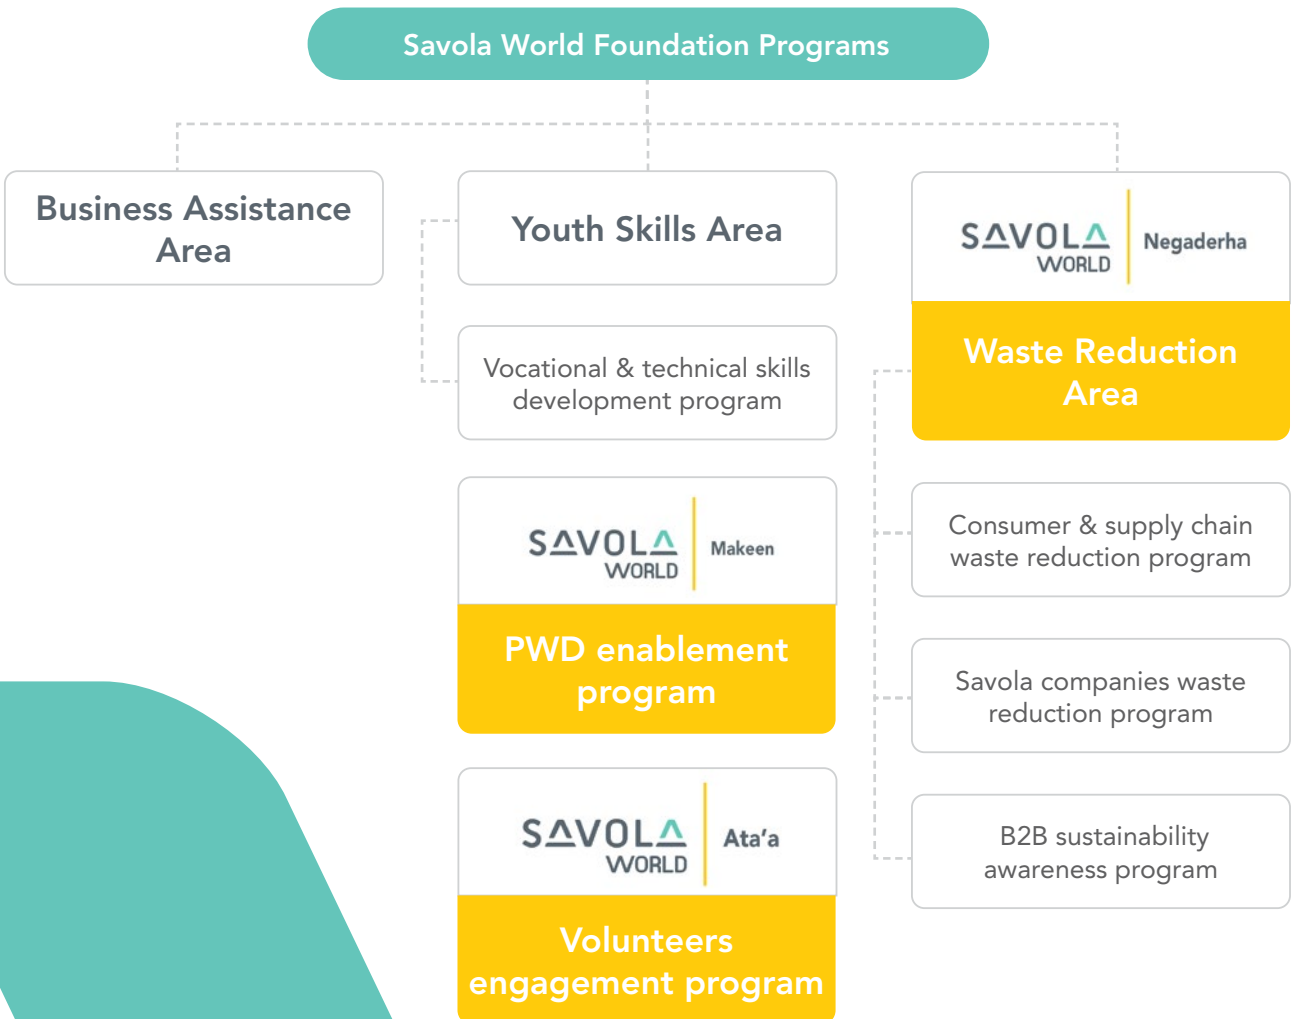 Savola World Foundation Programs
Business Assistance
Area
Youth Skills Area
Vocational & technical skills
development program
SAVOLA
WORLD
Makeen
PWD enablement
program
SAVOLA
WORLD
Ata'a
Volunteers
engagement program
SAVOLA
WORLD
Negaderha
Waste Reduction
Area
Consumer & supply chain
waste reduction program
Savola companies waste
reduction program
B2B sustainability
awareness program